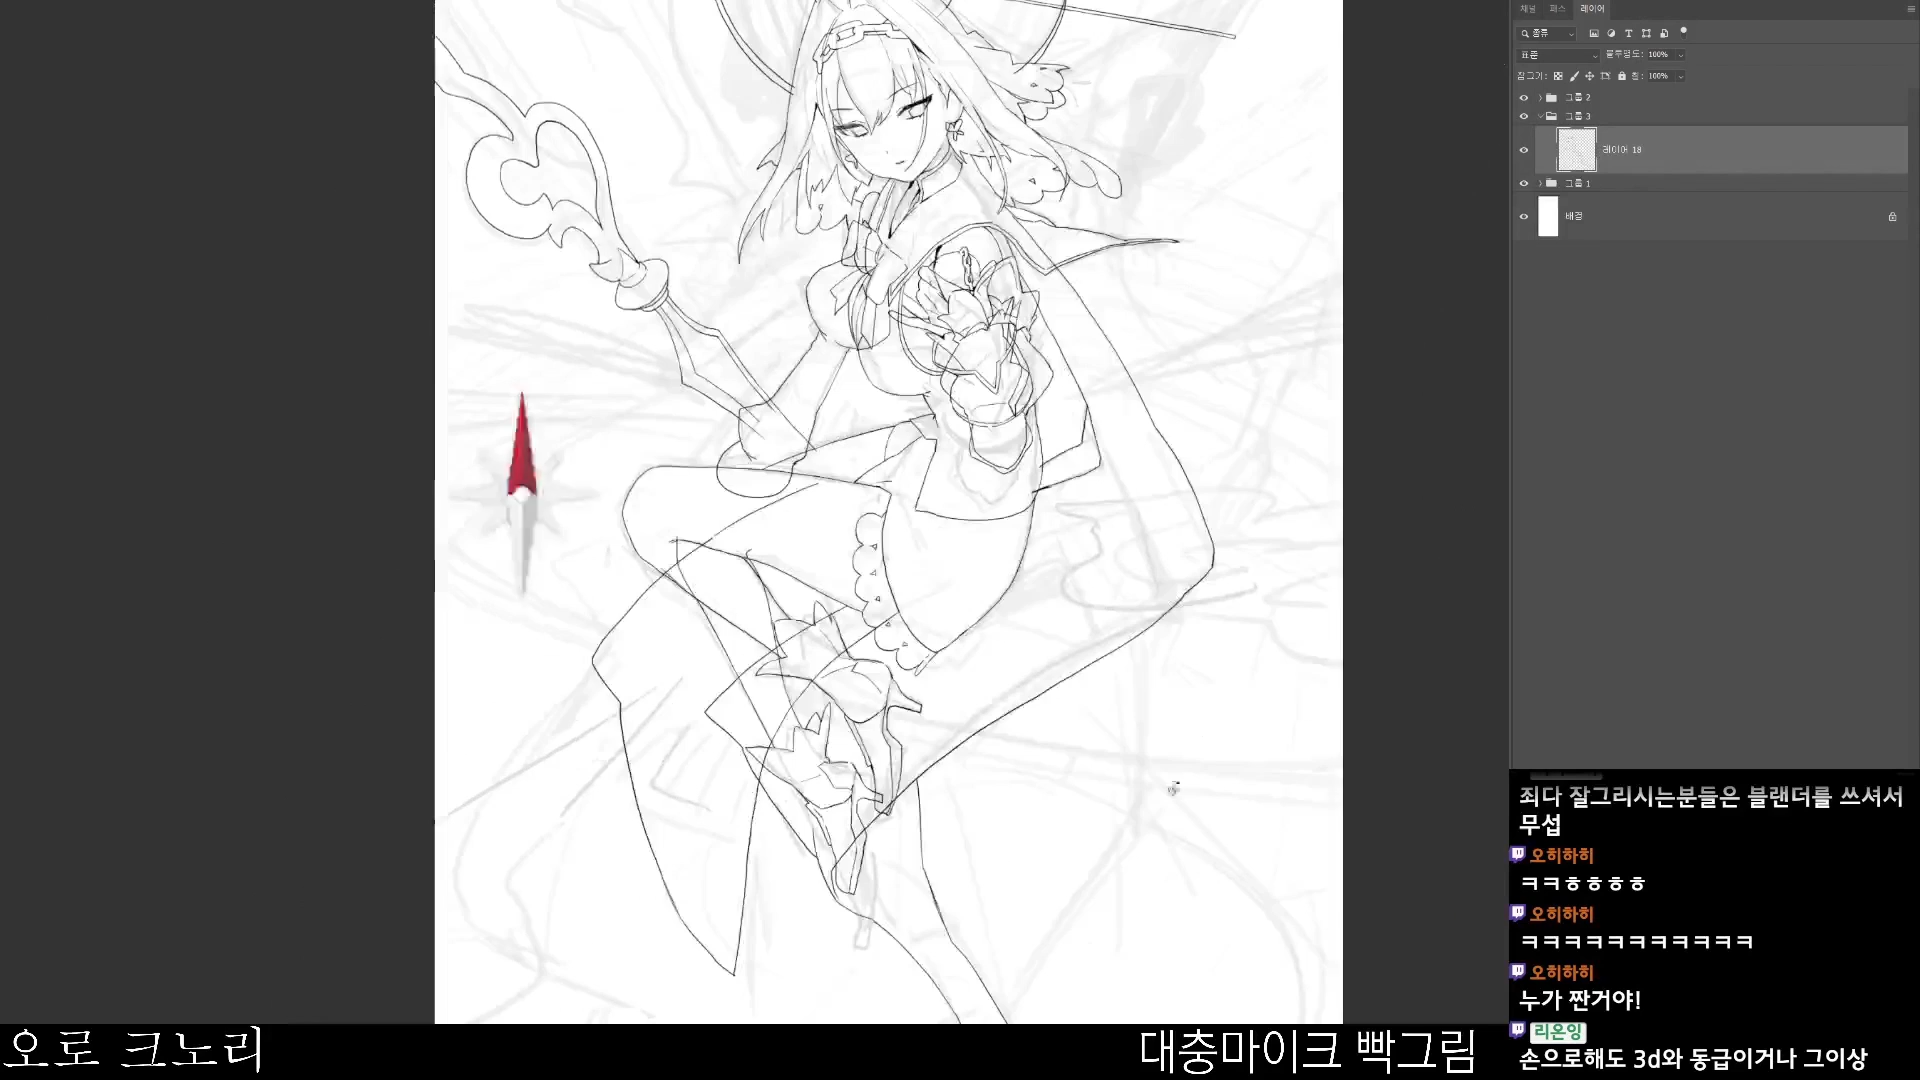 채널 패스 레이어
종류
표준 불투명도: 100%
잠그기: 칠: 100%
그룹 2
그룹 3
레이어 18
그룹 1
배경
죄다 잘그리시는분들은 블랜더를 쓰셔서
무섭
오히하히
ㅋㅋㅎㅎㅎㅎ
오히하히
ㅋㅋㅋㅋㅋㅋㅋㅋㅋㅋㅋ
오히하히
누가 짠거야!
리온잉
손으로해도 3d와 동급이거나 그이상
오로 크노리
대충마이크 빡그림